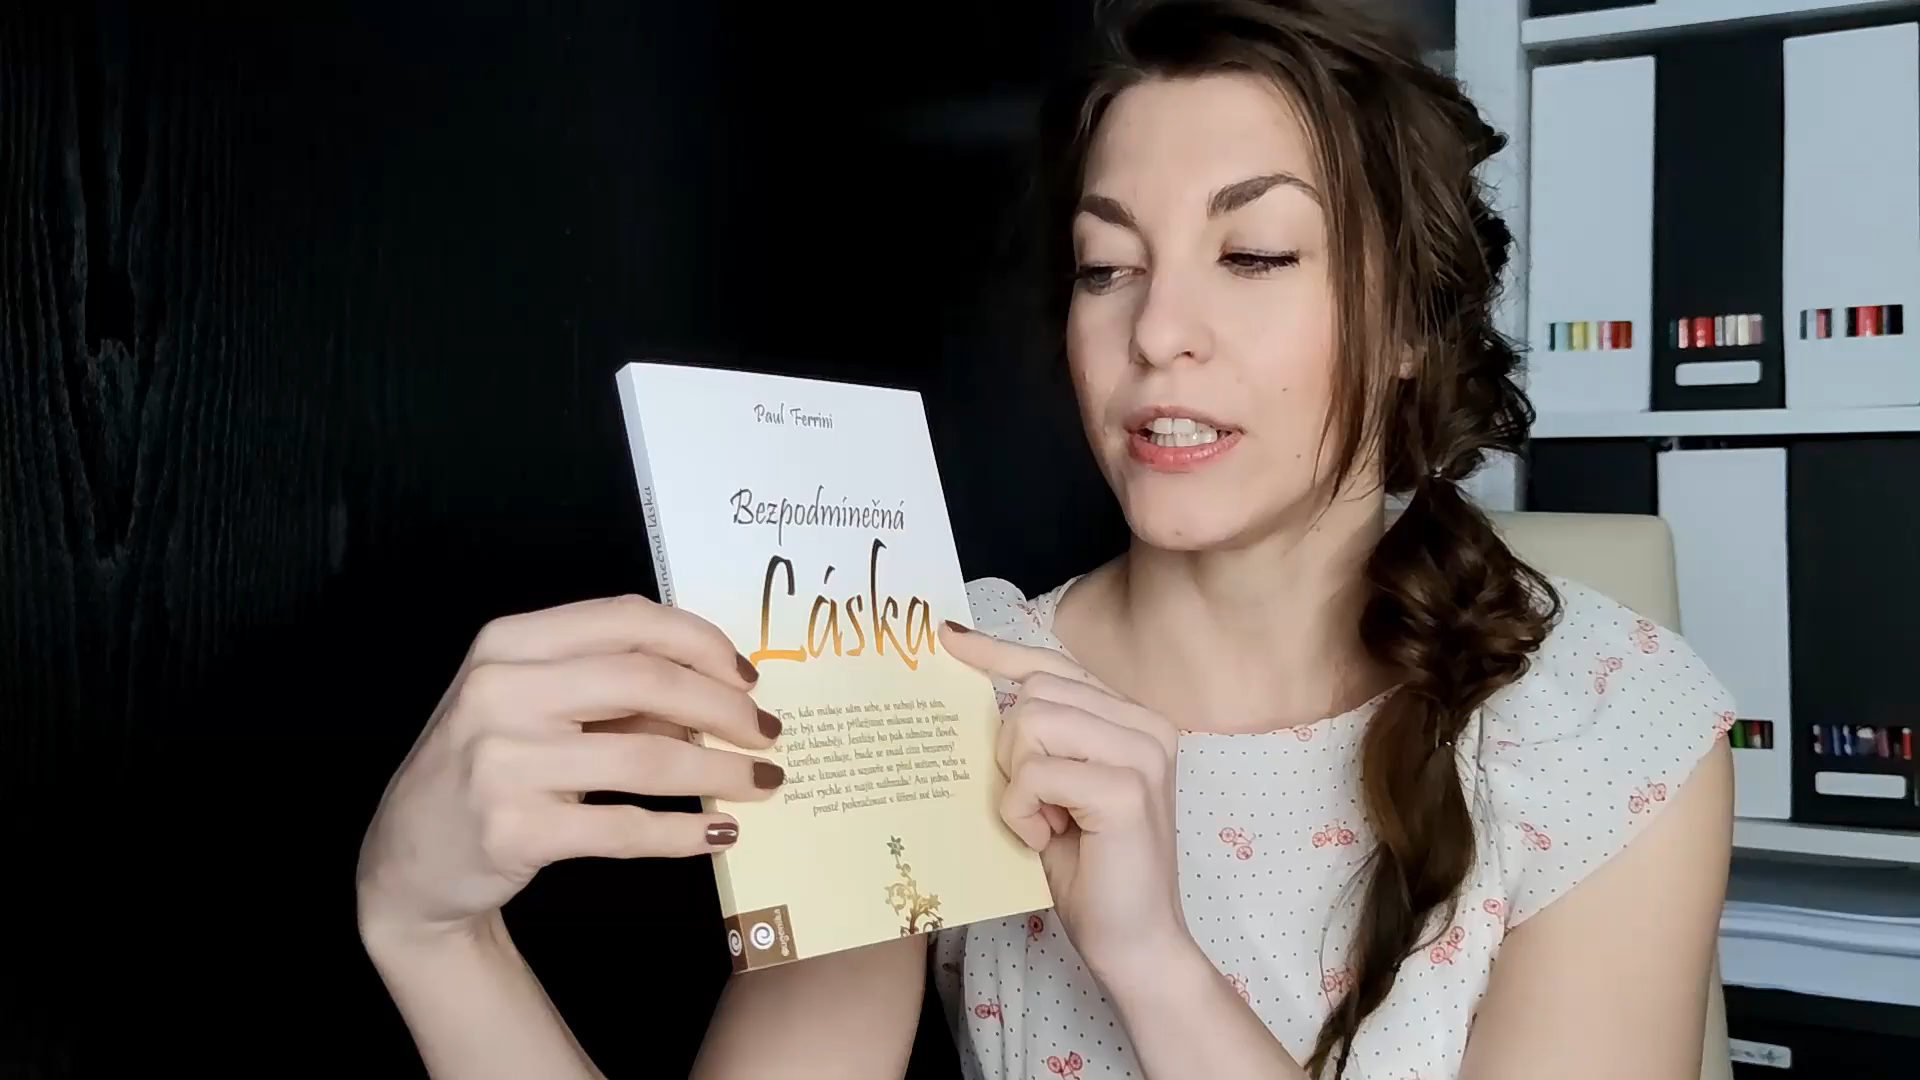 Paul Ferrini
Bezpodmínečná
Láska
Ten, kdo miluje sám sebe, se nebojí být sám,
být sám je příležitost milovat se a přijímat
se ještě hlouběji. Jestliže ho pak odmítne člověk,
kterého miluje, bude se snad cítit bezcenný?
Bude se litovat a uzavře se před světem, nebo se
pokusí rychle si najít náhradu? Ani jedno. Bude
prostě pokračovat v šíření své lásky...
mínečná láska
eugenika